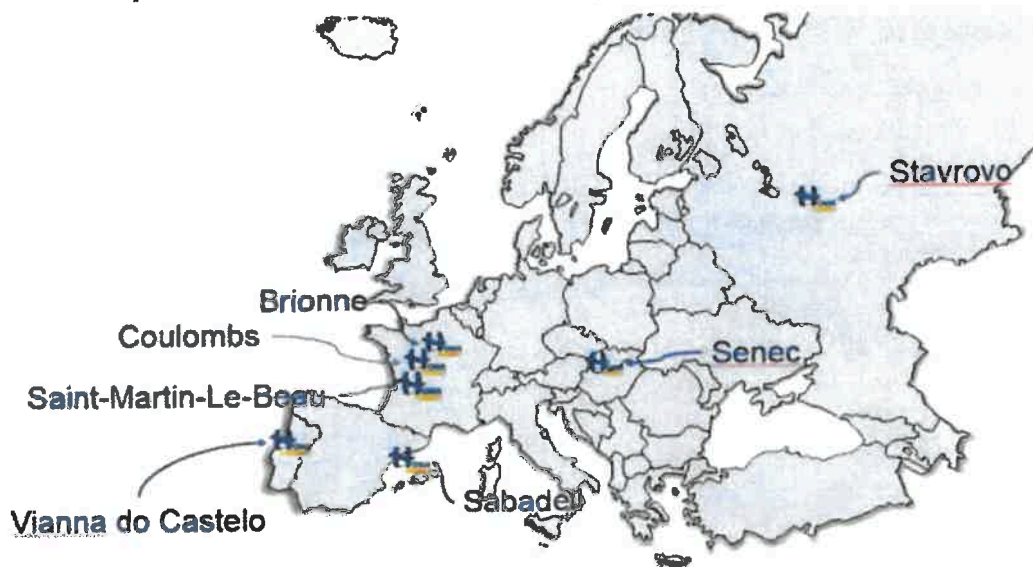 Stavrovo
Brionne
Coulombs
Senec
Saint-Martin-Le-Beau
Sabadell
Vianna do Castelo